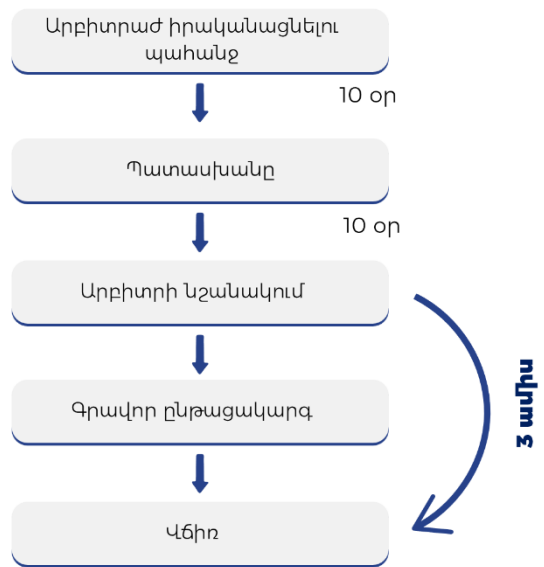 Արբիտրաժ իրականացնելու
պահանջ
10 օր
Պատասխանը
10 օր
Արբիտրի նշանակում
3 ամիս
Գրավոր ընթացակարգ
Վճիռ